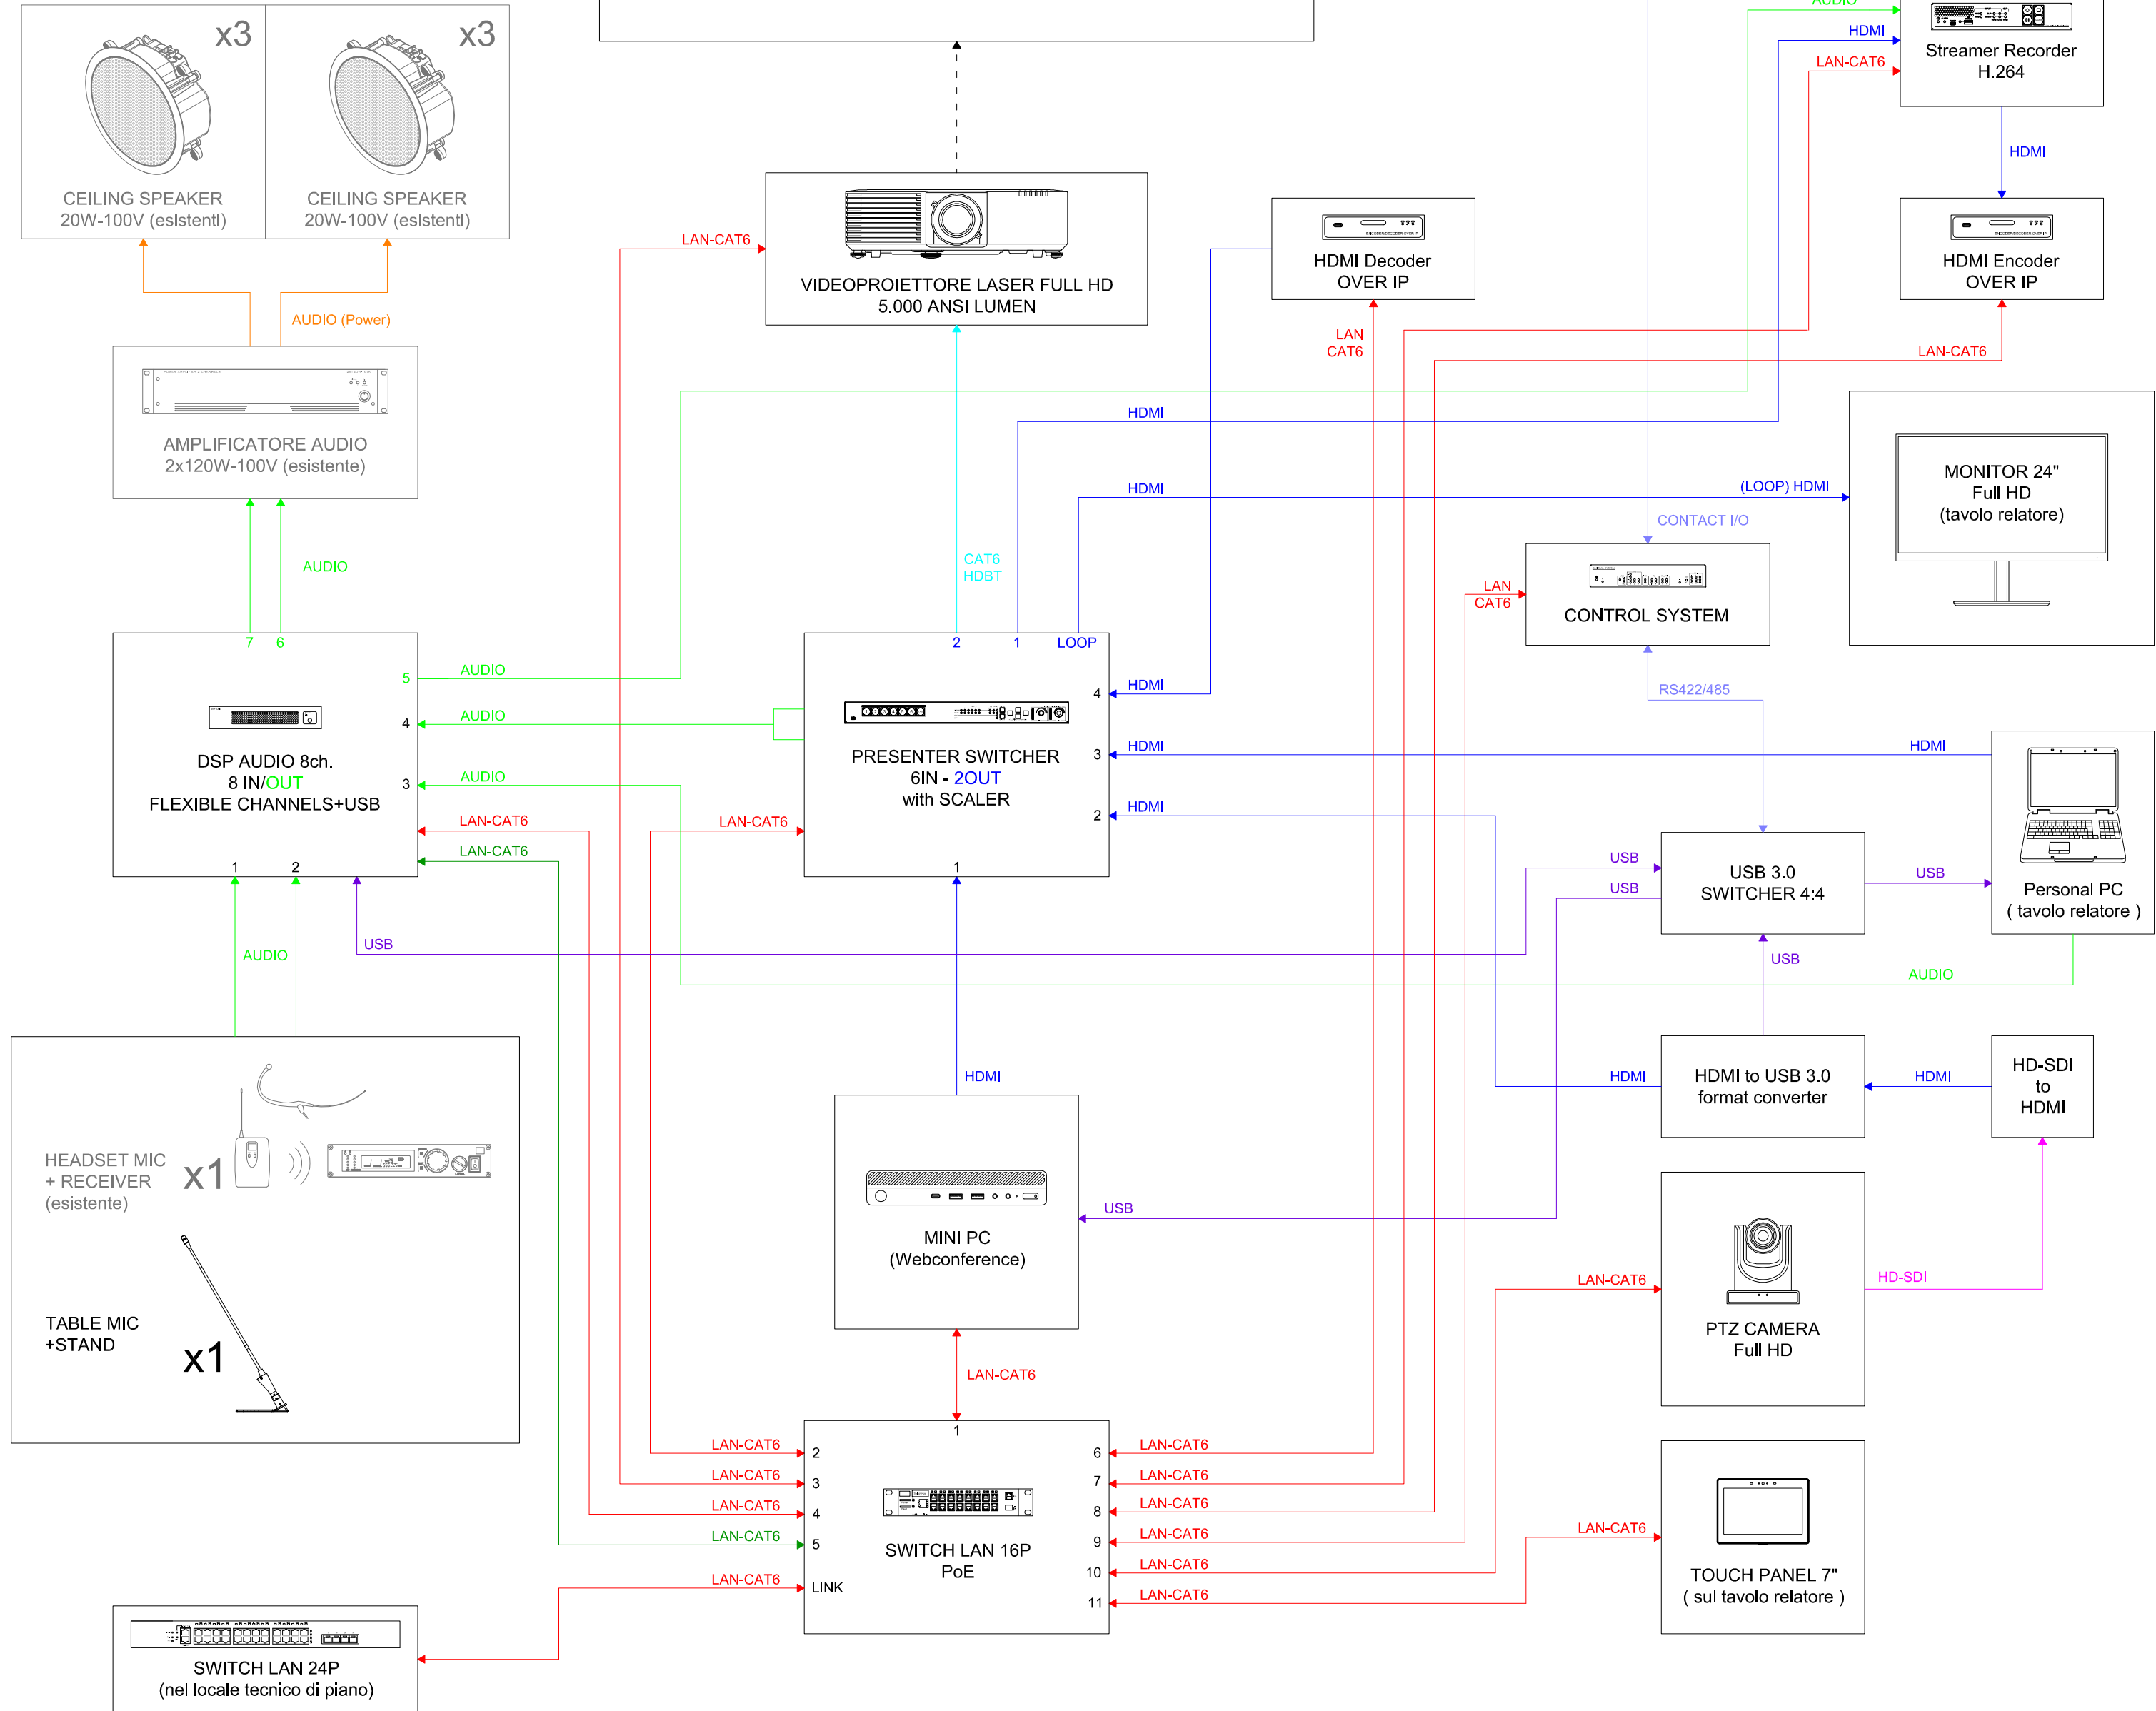 x3
x3
CEILING SPEAKER
20W-100V (esistenti)
CEILING SPEAKER
20W-100V (esistenti)
AUDIO (Power)
AMPLIFICATORE AUDIO
2x120W-100V (esistente)
AUDIO
7
6
5
4
3
1
2
DSP AUDIO 8ch.
8 IN/OUT
FLEXIBLE CHANNELS+USB
AUDIO
AUDIO
AUDIO
LAN-CAT6
LAN-CAT6
USB
AUDIO
HEADSET MIC
+ RECEIVER
(esistente)
x1
TABLE MIC
+STAND
x1
SWITCH LAN 24P
(nel locale tecnico di piano)
LAN-CAT6
VIDEOPROIETTORE LASER FULL HD
5.000 ANSI LUMEN
CAT6
HDBT
2
1
LOOP
4
3
2
1
PRESENTER SWITCHER
6IN - 2OUT
with SCALER
LAN-CAT6
HDMI
HDMI
HDMI
HDMI
HDMI
HDMI
MINI PC
(Webconference)
USB
LAN-CAT6
1
2
3
4
5
LINK
6
7
8
9
10
11
SWITCH LAN 16P
PoE
LAN-CAT6
LAN-CAT6
LAN-CAT6
LAN-CAT6
LAN-CAT6
LAN-CAT6
LAN-CAT6
LAN-CAT6
LAN-CAT6
LAN-CAT6
LAN-CAT6
HDMI Decoder
OVER IP
LAN
CAT6
AUDIO
HDMI
LAN-CAT6
Streamer Recorder
H.264
HDMI
ENCODER/DECODER OVER IP
HDMI Encoder
OVER IP
LAN-CAT6
(LOOP) HDMI
MONITOR 24"
Full HD
(tavolo relatore)
CONTACT I/O
LAN
CAT6
CONTROL SYSTEM
RS422/485
HDMI
Personal PC
( tavolo relatore )
USB
USB
USB
USB 3.0
SWITCHER 4:4
USB
AUDIO
HDMI
HDMI to USB 3.0
format converter
HDMI
HD-SDI
to
HDMI
LAN-CAT6
PTZ CAMERA
Full HD
HD-SDI
LAN-CAT6
TOUCH PANEL 7"
( sul tavolo relatore )